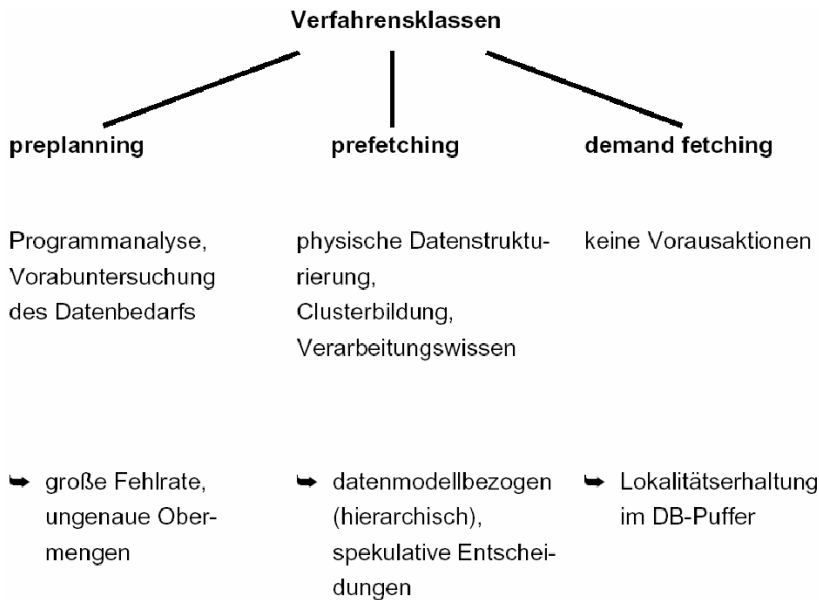 Verfahrensklassen
preplanning
prefetching
demand fetching
Programmanalyse,
Vorabuntersuchung
des Datenbedarfs
physische Datenstruktu-
rierung,
Clusterbildung,
Verarbeitungswissen
keine Vorausaktionen
➥ große Fehlrate,
ungenaue Ober-
mengen
➥ datenmodellbezogen
(hierarchisch),
spekulative Entschei-
dungen
➥ Lokalitätserhaltung
im DB-Puffer